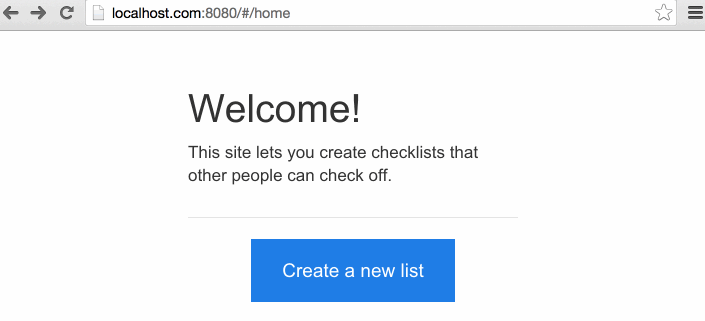 localhost.com:8080/#/home
Welcome!
This site lets you create checklists that
other people can check off.
Create a new list